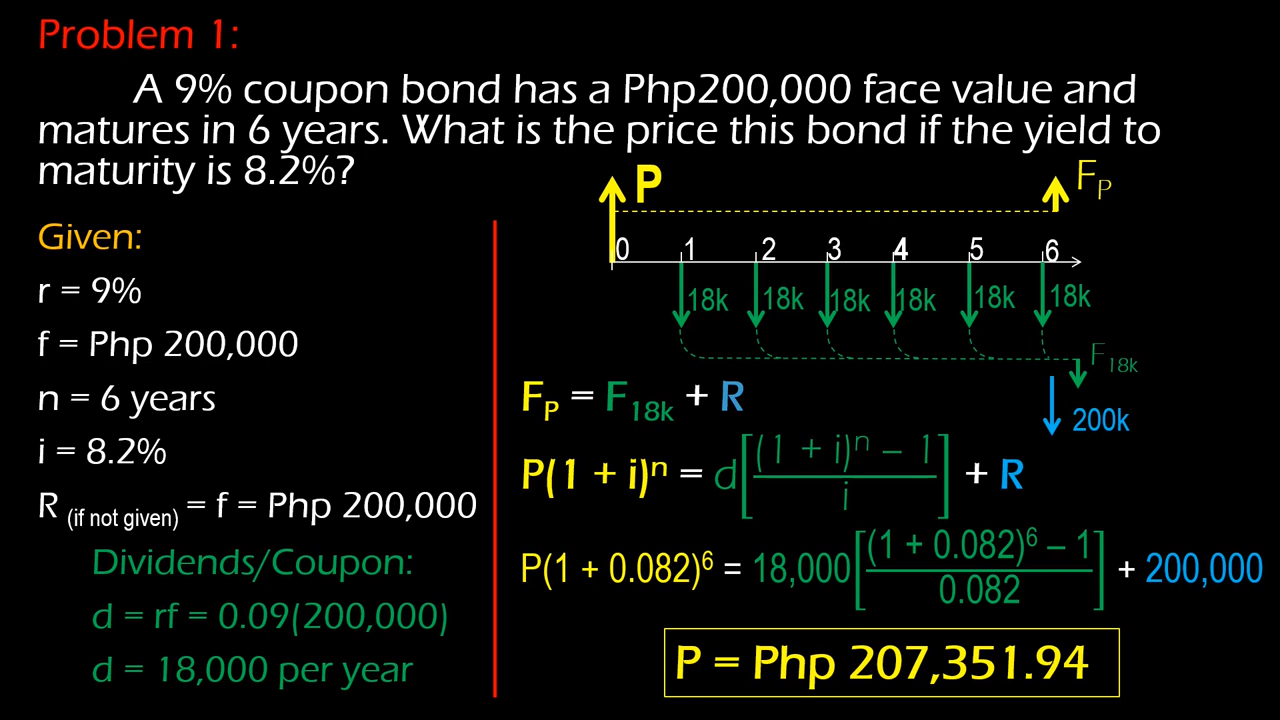 Problem 1:
A 9% coupon bond has a Php200,000 face value and
matures in 6 years. What is the price this bond if the yield to
maturity is 8.2%?
Given:
r = 9%
f = Php 200,000
n = 6 years
i = 8.2%
R (if not given) = f = Php 200,000
Dividends/Coupon:
d = rf = 0.09(200,000)
d = 18,000 per year
P
F_P
0 1 2 3 4 5 6
18k 18k 18k 18k 18k 18k
F_18k
200k
F_P = F_18k + R
P(1 + i)^n = d[((1 + i)^n – 1)/i] + R
P(1 + 0.082)^6 = 18,000[((1 + 0.082)^6 – 1)/0.082] + 200,000
P = Php 207,351.94